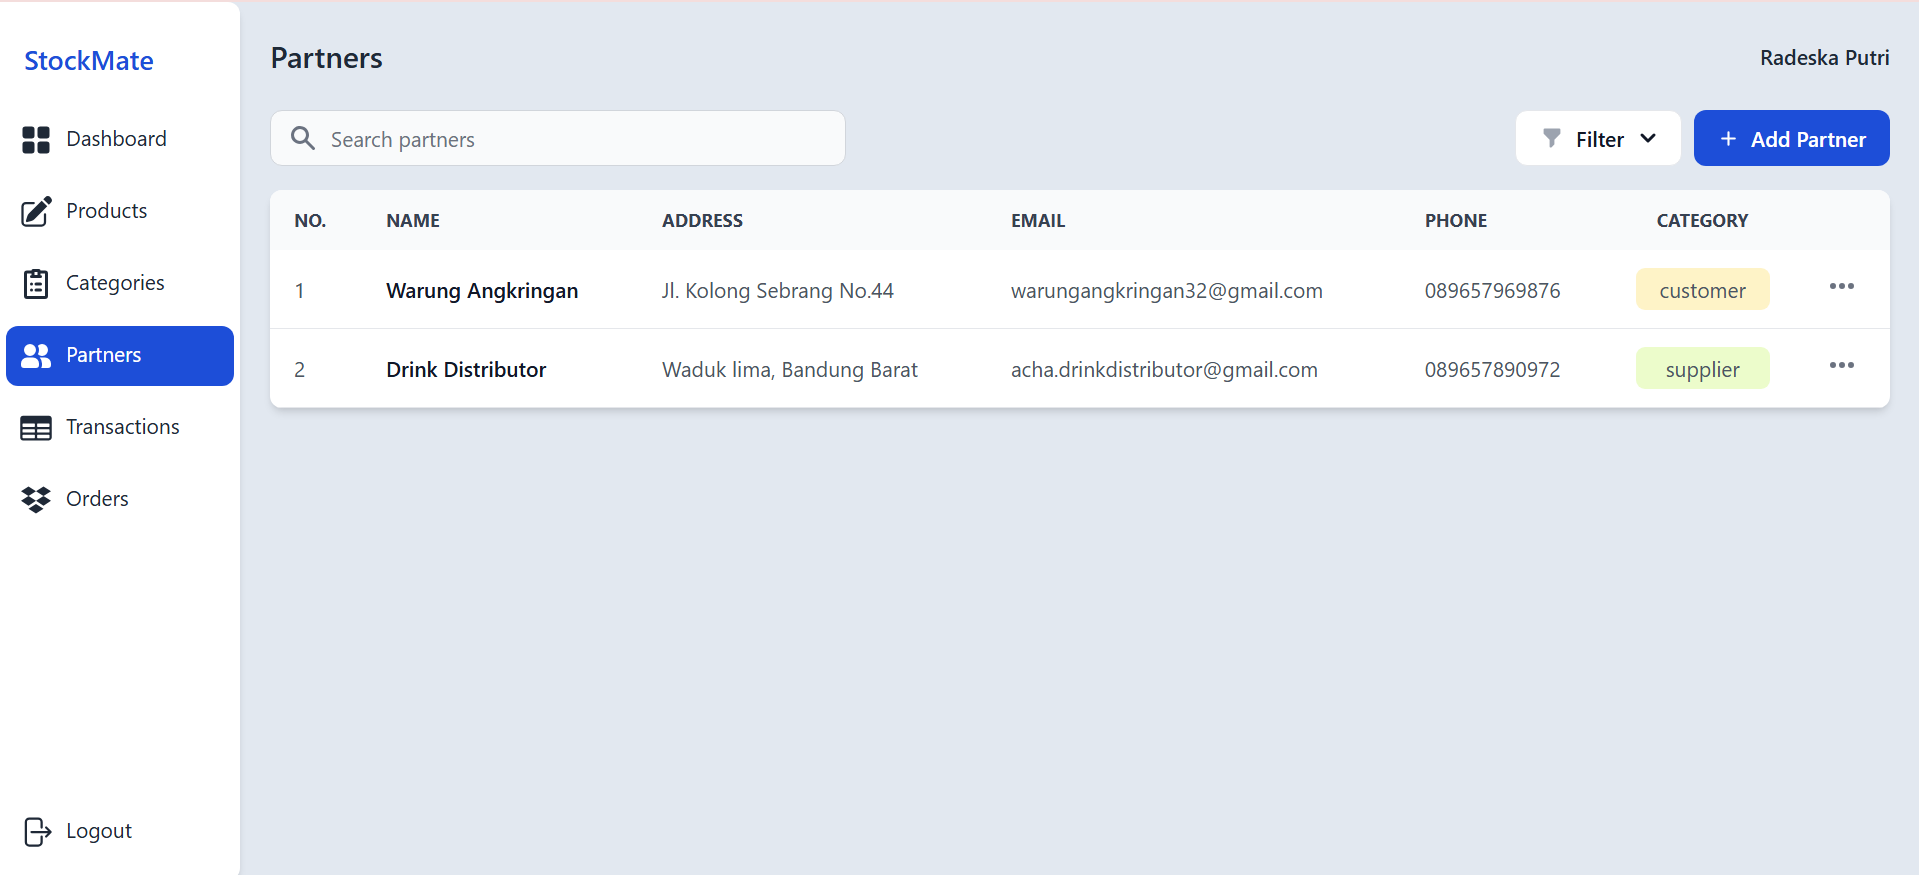 StockMate
Dashboard
Products
Categories
Partners
Transactions
Orders
Logout
Partners
Radeska Putri
Search partners
Filter
+ Add Partner
NO. NAME ADDRESS EMAIL PHONE CATEGORY
1 Warung Angkringan Jl. Kolong Sebrang No.44 warungangkringan32@gmail.com 089657969876 customer
2 Drink Distributor Waduk lima, Bandung Barat acha.drinkdistributor@gmail.com 089657890972 supplier